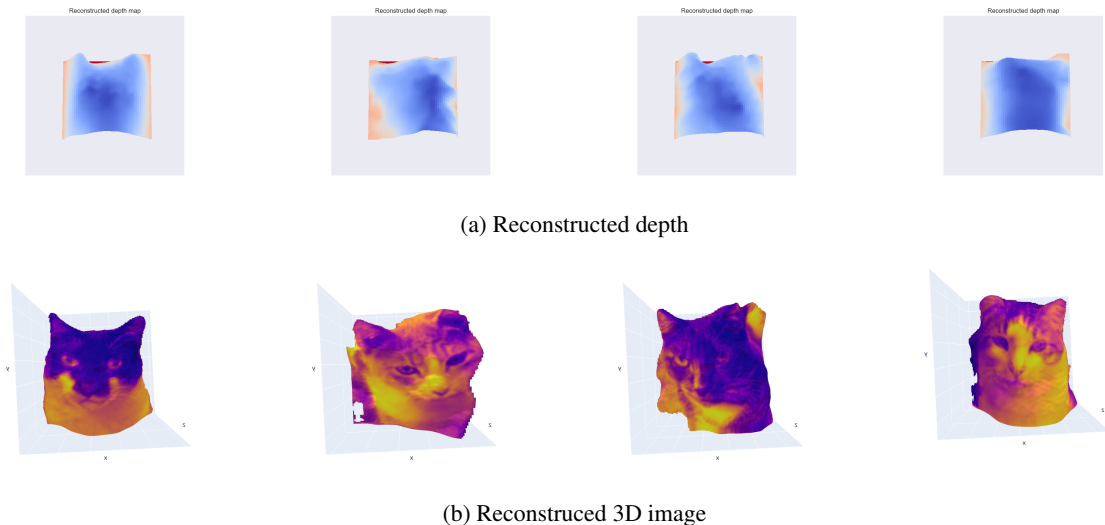 Reconstructed depth map
Reconstructed depth map
Reconstructed depth map
Reconstructed depth map
(a) Reconstructed depth
Y
X
Z
Y
X
Z
Y
X
Z
Y
X
Z
(b) Reconstruced 3D image